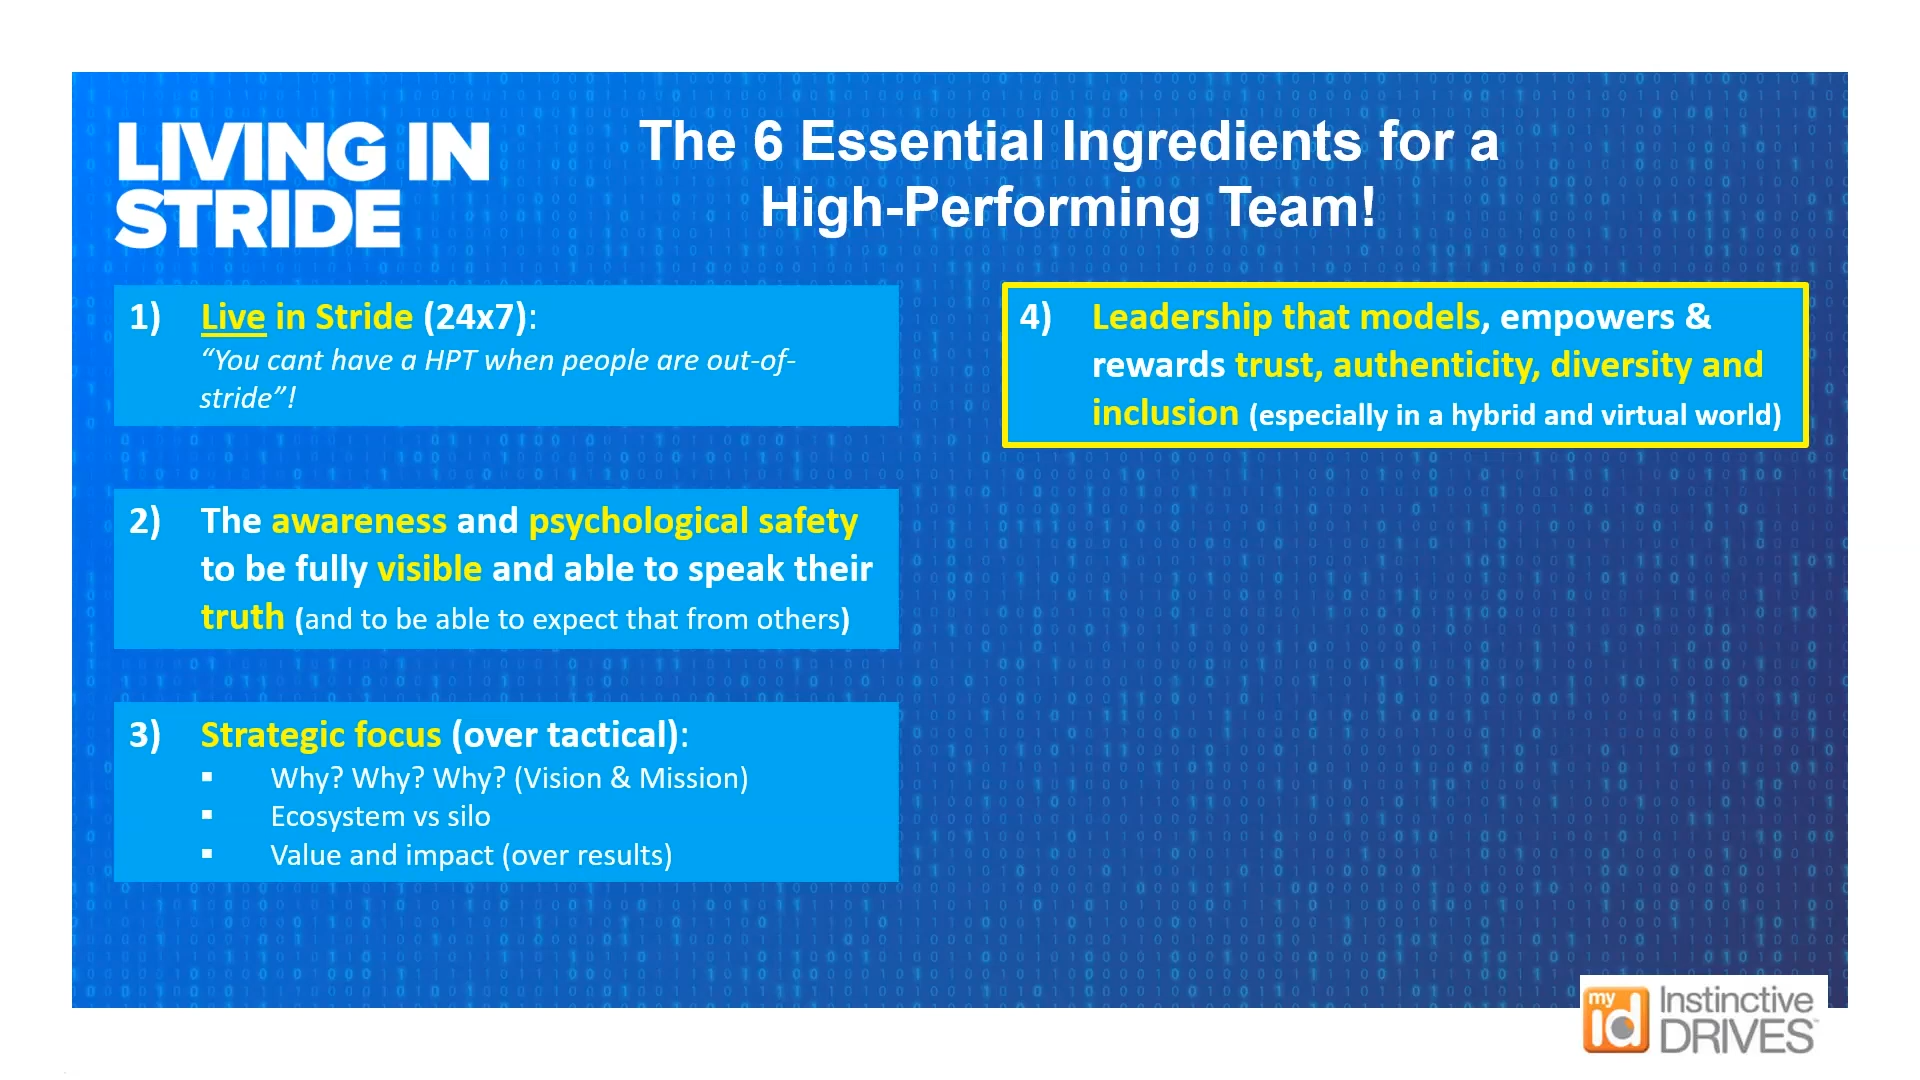 LIVING IN
STRIDE
The 6 Essential Ingredients for a
High-Performing Team!
1) Live in Stride (24x7):
“You cant have a HPT when people are out-of-
stride”!
2) The awareness and psychological safety
to be fully visible and able to speak their
truth (and to be able to expect that from others)
3) Strategic focus (over tactical):
▪ Why? Why? Why? (Vision & Mission)
▪ Ecosystem vs silo
▪ Value and impact (over results)
4) Leadership that models, empowers &
rewards trust, authenticity, diversity and
inclusion (especially in a hybrid and virtual world)
my
id
Instinctive
DRIVES™